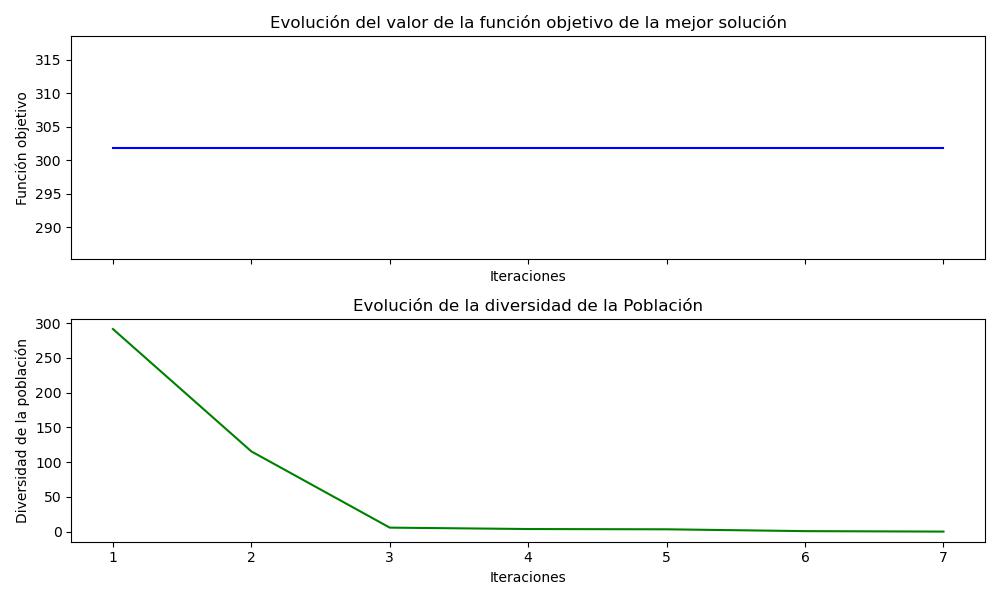 Evolución del valor de la función objetivo de la mejor solución
Función objetivo
315
310
305
300
295
290
Iteraciones
Evolución de la diversidad de la Población
Diversidad de la población
300
250
200
150
100
50
0
1 2 3 4 5 6 7
Iteraciones